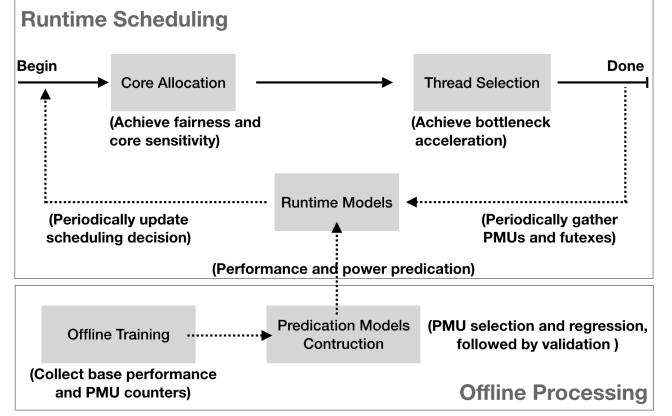 Runtime Scheduling
Begin
Done
Core Allocation
Thread Selection
(Achieve fairness and
core sensitivity)
(Achieve bottleneck
acceleration)
Runtime Models
(Periodically update
scheduling decision)
(Periodically gather
PMUs and futexes)
(Performance and power predication)
Offline Training
Predication Models
Contruction
(PMU selection and regression,
followed by validation )
(Collect base performance
and PMU counters)
Offline Processing